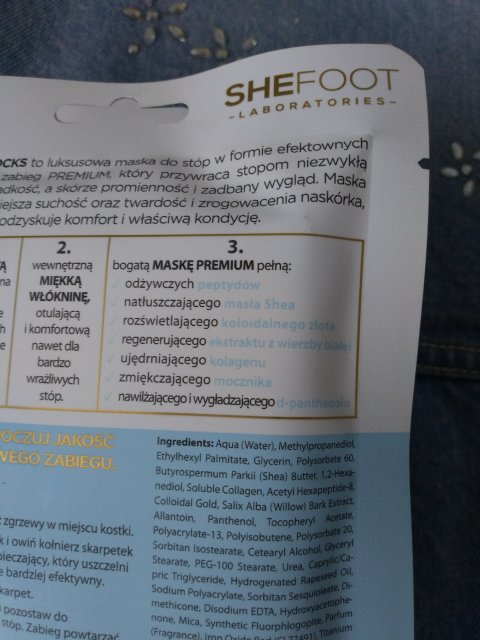 SHEFOOT
-LABORATORIES-
OCKS to luksusowa maska do stóp w formie efektownych
zabieg PREMIUM, który przywraca stopom niezwykłą
adkość, a skórze promienność i zadbany wygląd. Maska
iejsza suchość oraz twardość i zrogowacenia naskórka,
odzyskuje komfort i właściwą kondycję.
2.
wewnętrzną
MIĘKKĄ
WŁÓKNINĘ,
otulającą
i komfortową
nawet dla
bardzo
wrażliwych
stóp.
3.
bogatą MASKĘ PREMIUM pełną:
✓ odżywczych peptydów
✓ natłuszczającego masła Shea
✓ rozświetlającego koloidalnego złota
✓ regenerującego ekstraktu z wierzby białej
✓ ujędrniającego kolagenu
✓ zmiękczającego mocznika
✓ nawilżającego i wygładzającego d-panthenolu
OCZUJ JAKOŚĆ
WEGO ZABIEGU.
zgrzewy w miejscu kostki.
k i owiń kołnierz skarpetek
pieczający, który uszczelni
e bardziej efektywny.
karpet.
i pozostaw do
stóp. Zabieg powtarzać
Ingredients: Aqua (Water), Methylpropanediol,
Ethylhexyl Palmitate, Glycerin, Polysorbate 60,
Butyrospermum Parkii (Shea) Butter, 1,2-Hexa-
nediol, Soluble Collagen, Acetyl Hexapeptide-8,
Colloidal Gold, Salix Alba (Willow) Bark Extract,
Allantoin, Panthenol, Tocopheryl Acetate,
Polyacrylate-13, Polyisobutene, Polysorbate 20,
Sorbitan Isostearate, Cetearyl Alcohol, Glyceryl
Stearate, PEG-100 Stearate, Urea, Caprylic/Ca-
pric Triglyceride, Hydrogenated Rapeseed Oil,
Sodium Polyacrylate, Sorbitan Sesquioleate, Di-
methicone, Disodium EDTA, Hydroxyacetophe-
none, Mica, Synthetic Fluorphlogopite, Parfum
(Fragrance), Iron Oxide Red (CI 77491), Titanium